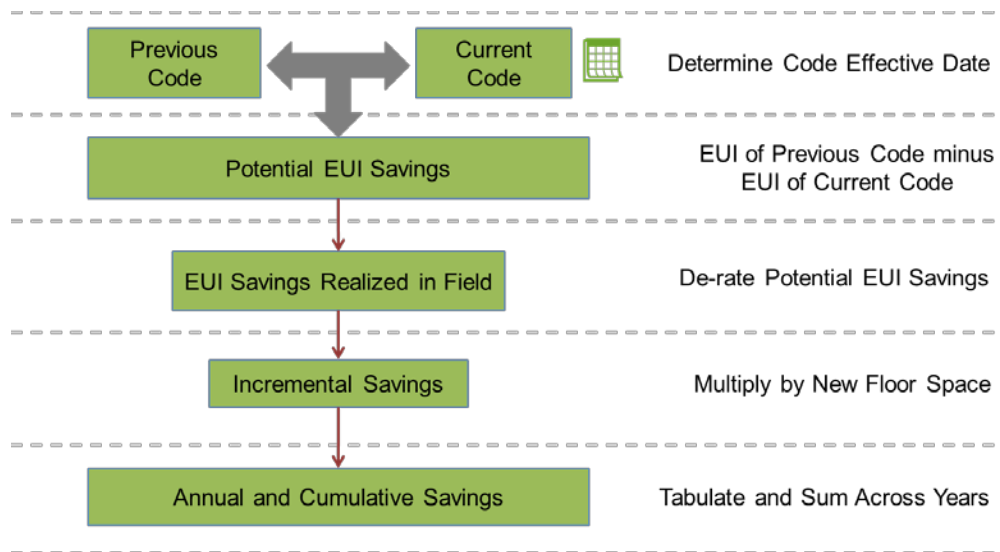 Previous
Code
Current
Code
Determine Code Effective Date
Potential EUI Savings
EUI of Previous Code minus
EUI of Current Code
EUI Savings Realized in Field
De-rate Potential EUI Savings
Incremental Savings
Multiply by New Floor Space
Annual and Cumulative Savings
Tabulate and Sum Across Years